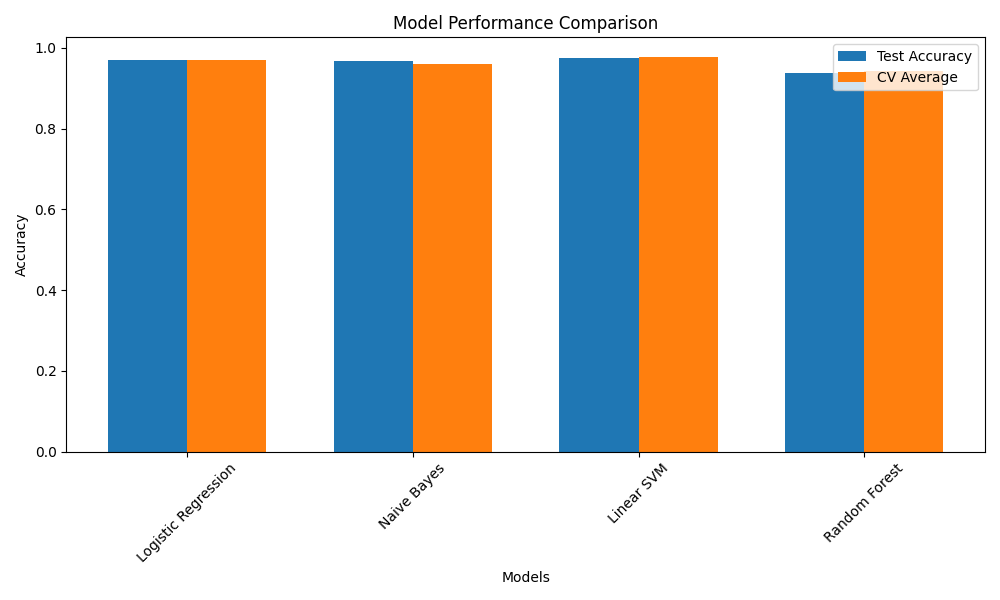 Model Performance Comparison
Test Accuracy
CV Average
1.0
0.8
0.6
0.4
0.2
0.0
Accuracy
Logistic Regression
Naive Bayes
Linear SVM
Random Forest
Models